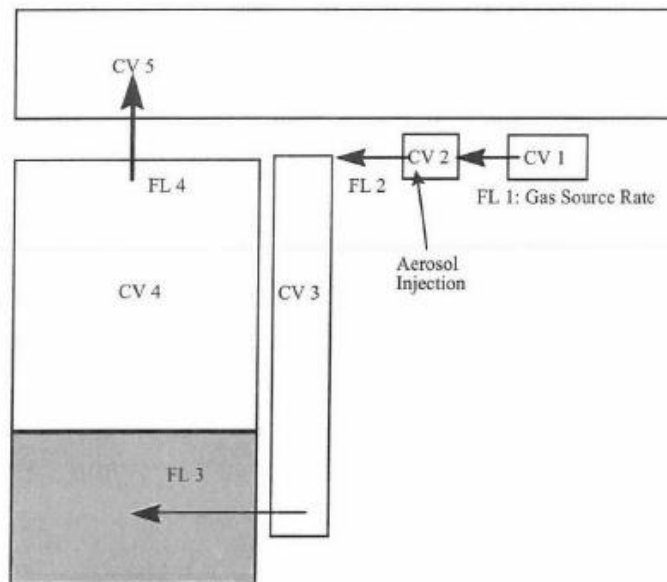 CV 5
CV 2
CV 1
FL 4
FL 2
FL 1: Gas Source Rate
Aerosol
Injection
CV 4
CV 3
FL 3